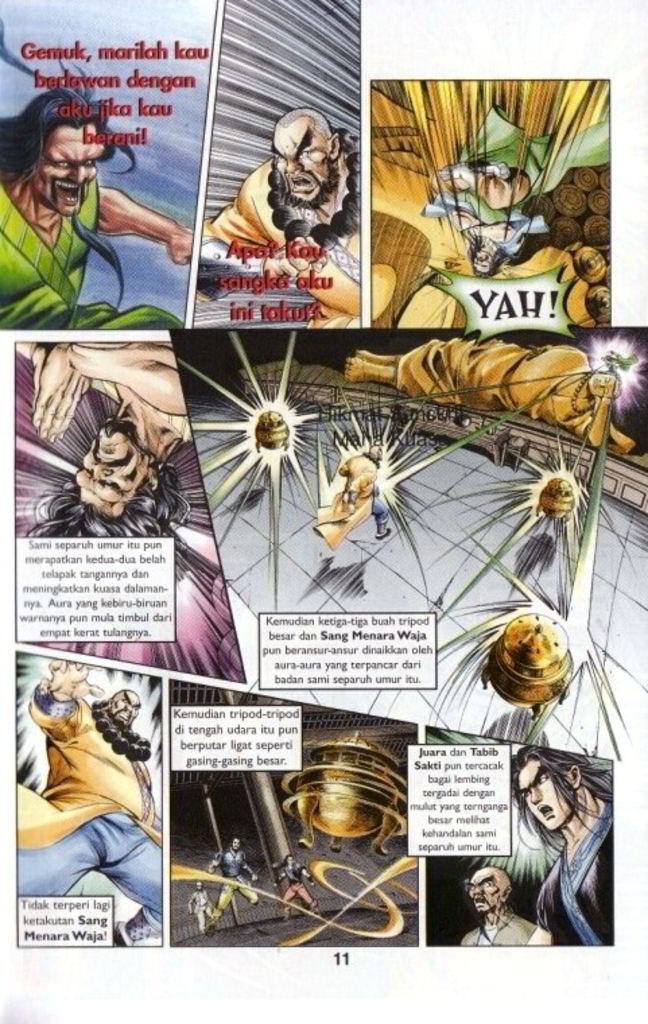 Gemuk, marilah kau
berlawan dengan
aku jika kau
berani!
Apa? Kau
sangka aku
ini takut?
YAH!
Sami separuh umur itu pun
merapatkan kedua-dua belah
telapak tangannya dan
meningkatkan kuasa dalaman-
nya. Aura yang kebiru-biruan
warnanya pun mula timbul dari
empat kerat tulangnya.
Kemudian ketiga-tiga buah tripod
besar dan Sang Menara Waja
pun beransur-ansur dinaikkan oleh
aura-aura yang terpancar dari
badan sami separuh umur itu.
Tidak terperi lagi
ketakutan Sang
Menara Waja!
Kemudian tripod-tripod
di tengah udara itu pun
berputar ligat seperti
gasing-gasing besar.
Juara dan Tabib
Sakti pun tercacak
bagai lembing
tergadai dengan
mulut yang ternganga
besar melihat
kehandalan sami
separuh umur itu.
11